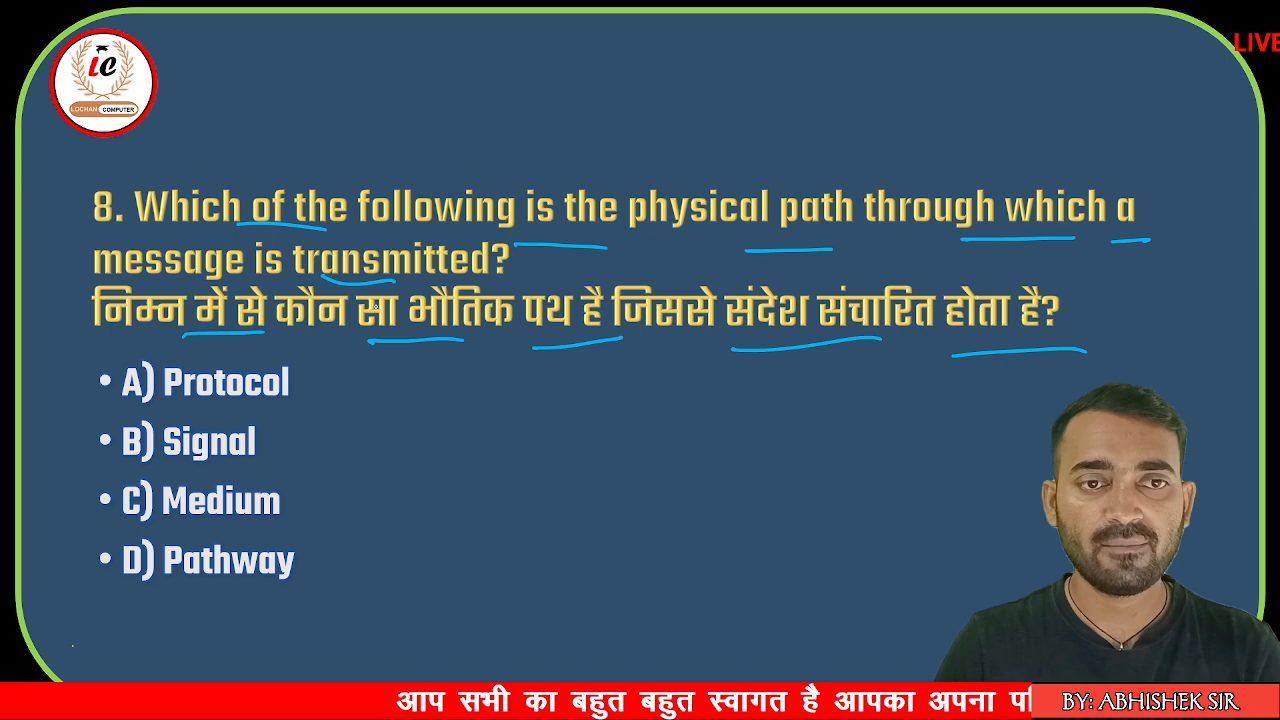 LIVE
LC
LOCHAN COMPUTER
8. Which of the following is the physical path through which a
message is transmitted?
निम्न में से कौन सा भौतिक पथ है जिससे संदेश संचारित होता है?
• A) Protocol
• B) Signal
• C) Medium
• D) Pathway
आप सभी का बहुत बहुत स्वागत है आपका अपना
BY: ABHISHEK SIR